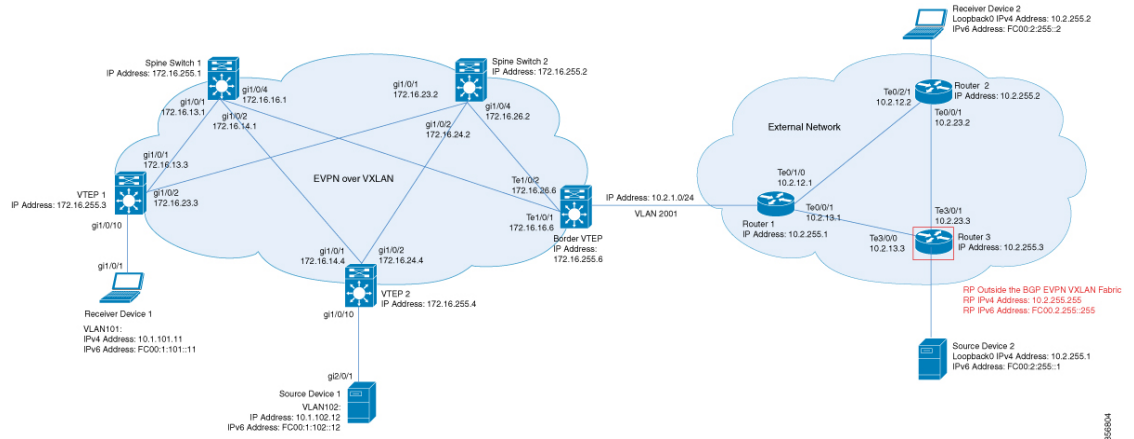 Spine Switch 1
IP Address: 172.16.255.1
gi1/0/4
172.16.16.1
gi1/0/1
172.16.13.1
gi1/0/2
172.16.14.1
Spine Switch 2
IP Address: 172.16.255.2
gi1/0/1
172.16.23.2
gi1/0/4
172.16.26.2
gi1/0/2
172.16.24.2
gi1/0/1
172.16.13.3
VTEP 1
IP Address: 172.16.255.3
gi1/0/2
172.16.23.3
gi1/0/10
EVPN over VXLAN
Te1/0/2
172.16.26.6
Te1/0/1
172.16.16.6
Border VTEP
IP Address:
172.16.255.6
gi1/0/1
172.16.14.4
gi1/0/2
172.16.24.4
VTEP 2
IP Address: 172.16.255.4
gi1/0/10
gi1/0/1
Receiver Device 1
VLAN101:
IPv4 Address: 10.1.101.11
IPv6 Address: FC00:1:101::11
gi2/0/1
Source Device 1
VLAN102:
IP Address: 10.1.102.12
IPv6 Address: FC00:1:102::12
IP Address: 10.2.1.0/24
VLAN 2001
Receiver Device 2
Loopback0 IPv4 Address: 10.2.255.2
IPv6 Address: FC00:2:255::2
Router 2
IP Address: 10.2.255.2
Te0/2/1
10.2.12.2
Te0/0/1
10.2.23.2
External Network
Te0/1/0
10.2.12.1
Te0/0/1
10.2.13.1
Router 1
IP Address: 10.2.255.1
Te3/0/1
10.2.23.3
Te3/0/0
10.2.13.3
Router 3
IP Address: 10.2.255.3
RP Outside the BGP EVPN VXLAN Fabric
RP IPv4 Address: 10.2.255.255
RP IPv6 Address: FC00.2.255::255
Source Device 2
Loopback0 IPv4 Address: 10.2.255.1
IPv6 Address: FC00:2:255::1